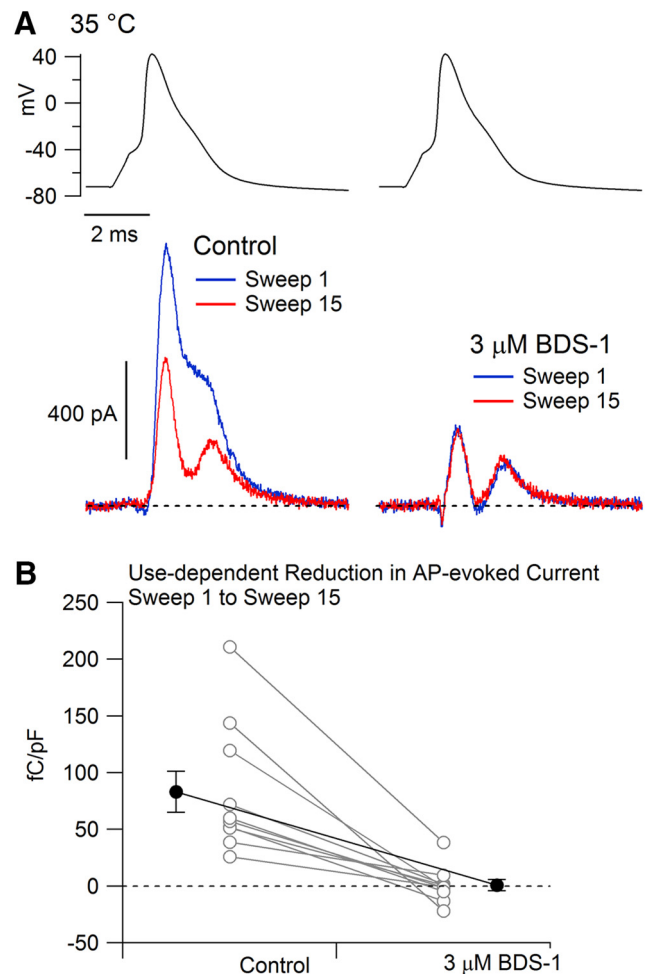 A
35 °C
40
0
-40
-80
mV
2 ms
Control
Sweep 1
Sweep 15
400 pA
3 μM BDS-1
Sweep 1
Sweep 15
B
Use-dependent Reduction in AP-evoked Current
Sweep 1 to Sweep 15
250
200
150
100
50
0
-50
fC/pF
Control
3 μM BDS-1